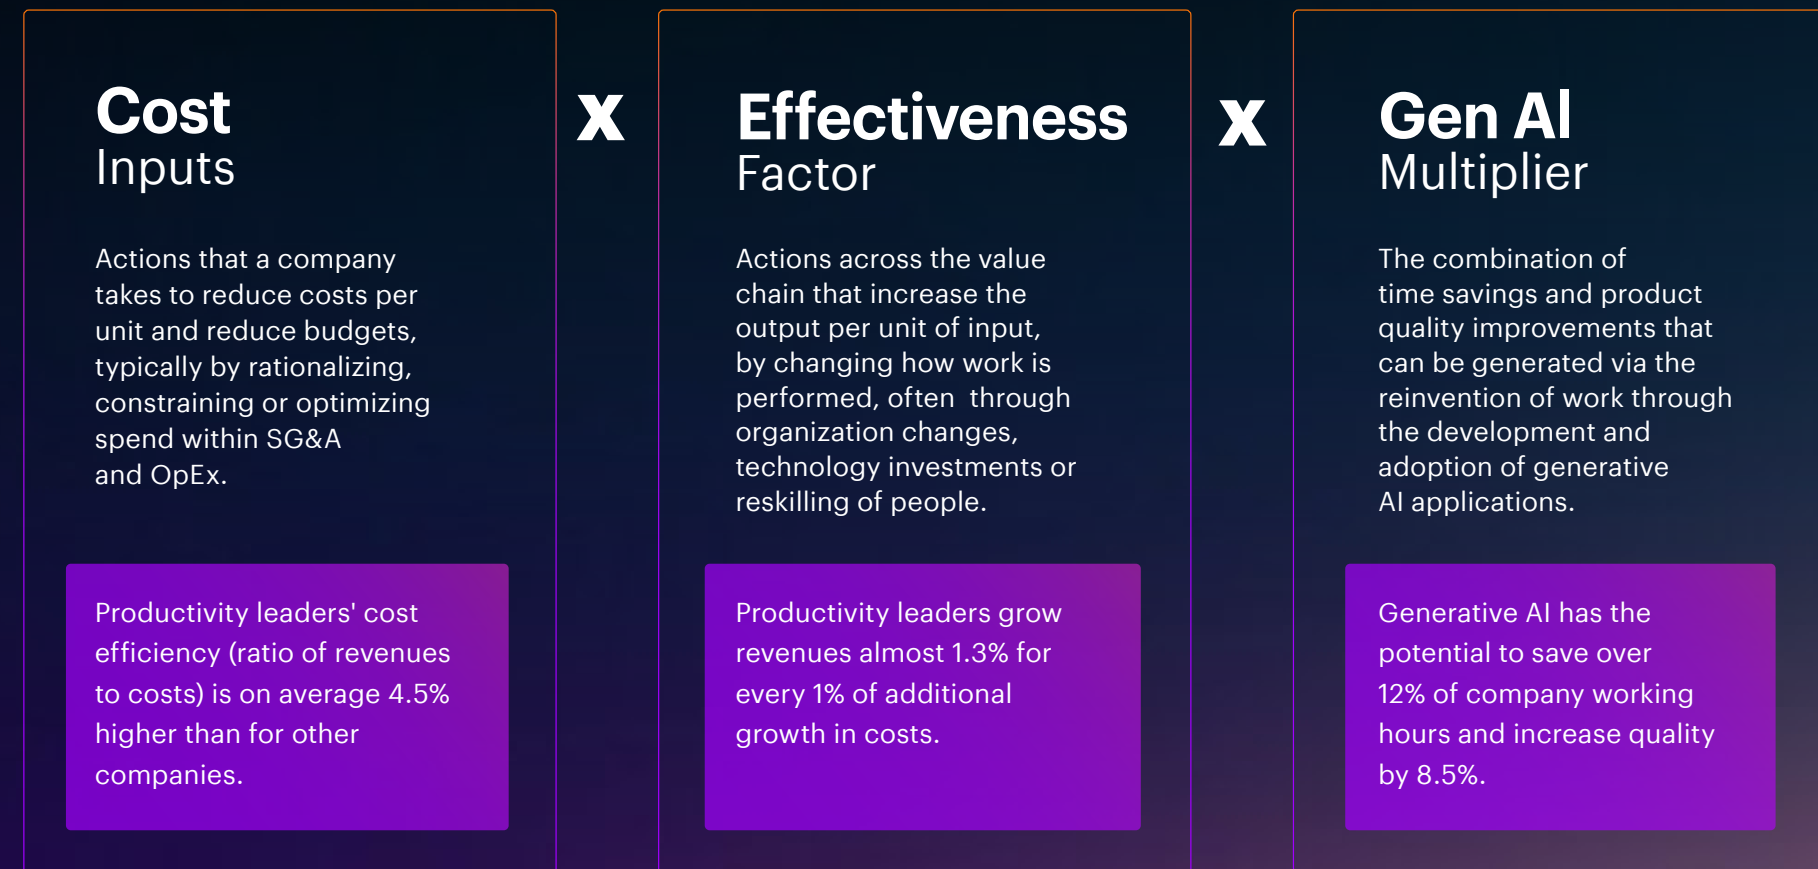 Cost
Inputs
Actions that a company
takes to reduce costs per
unit and reduce budgets,
typically by rationalizing,
constraining or optimizing
spend within SG&A
and OpEx.
Productivity leaders' cost
efficiency (ratio of revenues
to costs) is on average 4.5%
higher than for other
companies.
x
Effectiveness
Factor
Actions across the value
chain that increase the
output per unit of input,
by changing how work is
performed, often  through
organization changes,
technology investments or
reskilling of people.
Productivity leaders grow
revenues almost 1.3% for
every 1% of additional
growth in costs.
x
Gen AI
Multiplier
The combination of
time savings and product
quality improvements that
can be generated via the
reinvention of work through
the development and
adoption of generative
AI applications.
Generative AI has the
potential to save over
12% of company working
hours and increase quality
by 8.5%.